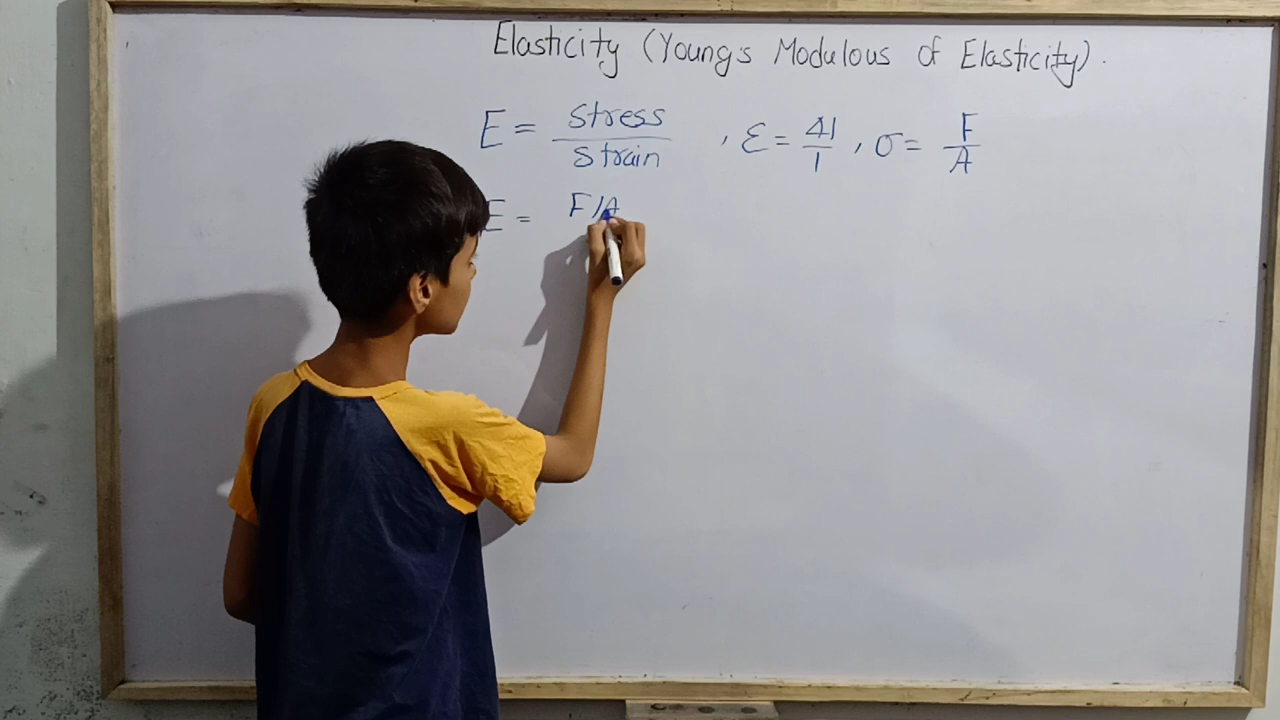 Elasticity (Young's Modulous of Elasticity).
E = stress / strain , ε = Δl / l , σ = F / A
E = F/A